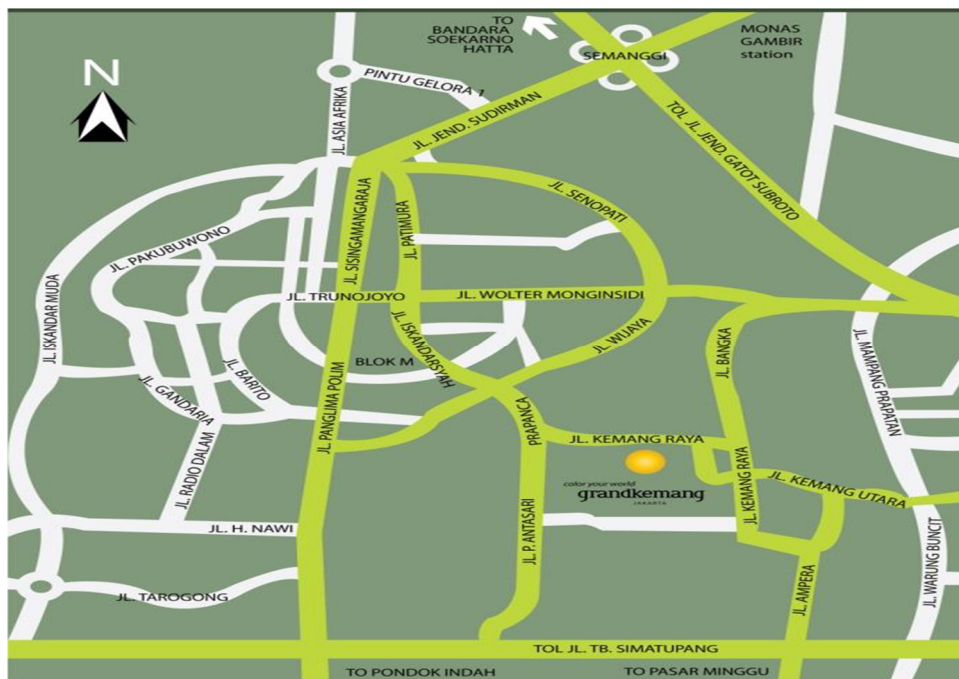 TO
BANDARA
SOEKARNO
HATTA
SEMANGGI
MONAS
GAMBIR
station
N
PINTU GELORA 1
JL. ASIA AFRIKA
JL. JEND. SUDIRMAN
TOL JL. JEND. GATOT SUBROTO
JL. SENOPATI
JL. PATIMURA
JL. SISINGAMANGARAJA
JL. PAKUBUWONO
JL. ISKANDAR MUDA
JL. TRUNOJOYO
JL. WOLTER MONGINSIDI
JL. ISKANDARSYAH
JL. WIJAYA
JL. BANGKA
JL. MAMPANG PRAPATAN
BLOK M
JL. BARITO
JL. GANDARIA
JL. PANGLIMA POLIM
PRAPANCA
JL. KEMANG RAYA
JL. RADIO DALAM
color your world
grandkemang
JAKARTA
JL. KEMANG RAYA
JL. KEMANG UTARA
JL. H. NAWI
JL. P. ANTASARI
JL. WARUNG BUNCIT
JL. AMPERA
JL. TAROGONG
TOL JL. TB. SIMATUPANG
TO PONDOK INDAH
TO PASAR MINGGU